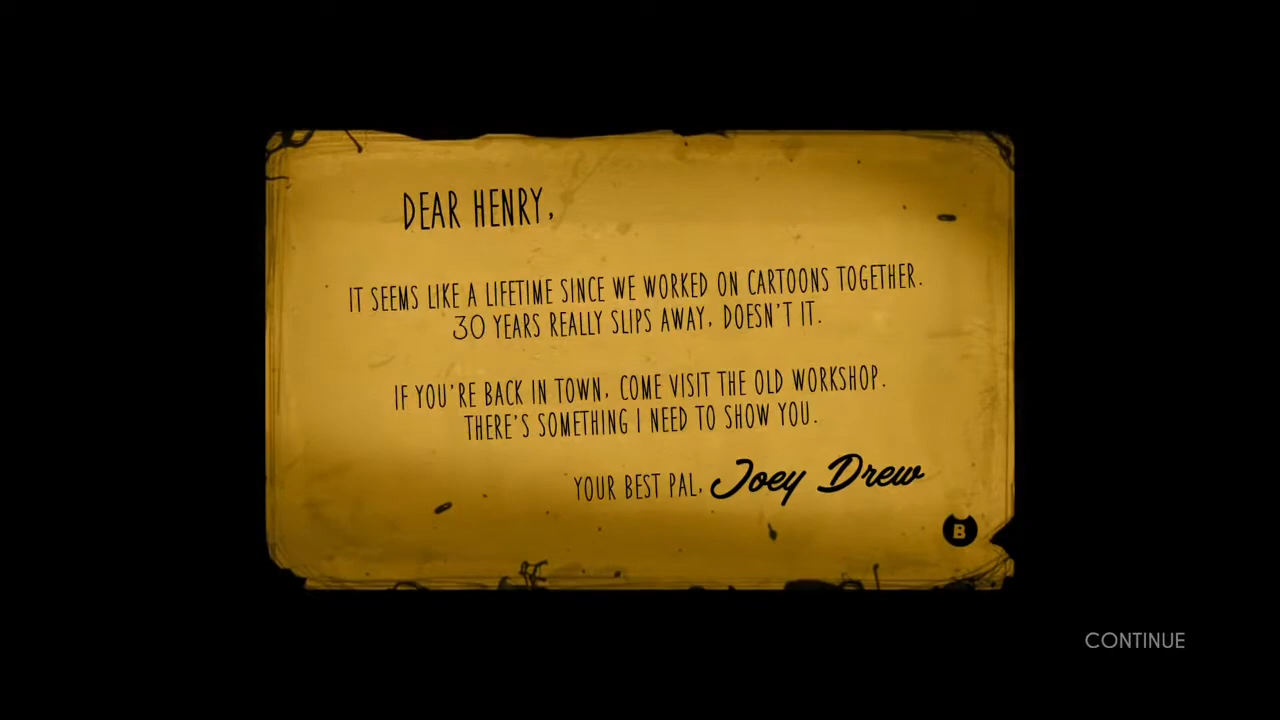 DEAR HENRY,
IT SEEMS LIKE A LIFETIME SINCE WE WORKED ON CARTOONS TOGETHER.
30 YEARS REALLY SLIPS AWAY, DOESN'T IT.
IF YOU'RE BACK IN TOWN, COME VISIT THE OLD WORKSHOP.
THERE'S SOMETHING I NEED TO SHOW YOU.
YOUR BEST PAL, Joey Drew
B
CONTINUE